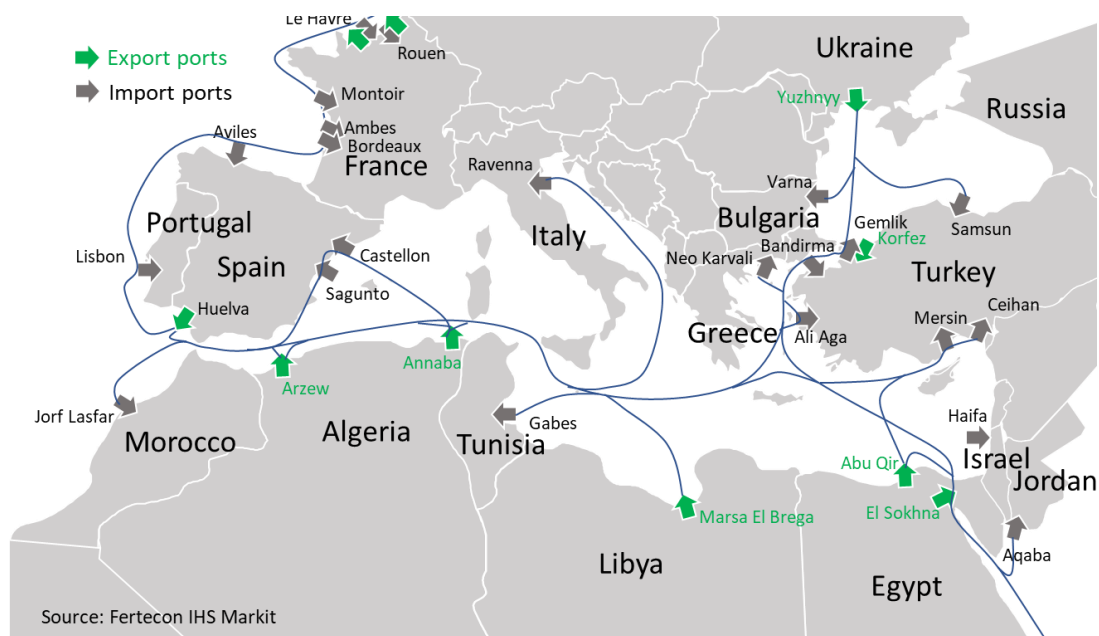 Le Havre
Export ports
Rouen
Ukraine
Import ports
Montoir
Yuzhnyy
Russia
Aviles
Ambes
Bordeaux
France
Ravenna
Varna
Portugal
Bulgaria
Gemlik
Samsun
Italy
Bandirma
Korfez
Lisbon
Spain
Castellon
Neo Karvali
Turkey
Sagunto
Ceihan
Huelva
Greece
Mersin
Ali Aga
Annaba
Arzew
Jorf Lasfar
Haifa
Morocco
Algeria
Tunisia
Gabes
Abu Qir
Israel
Jordan
Marsa El Brega
El Sokhna
Libya
Egypt
Aqaba
Source: Fertecon IHS Markit